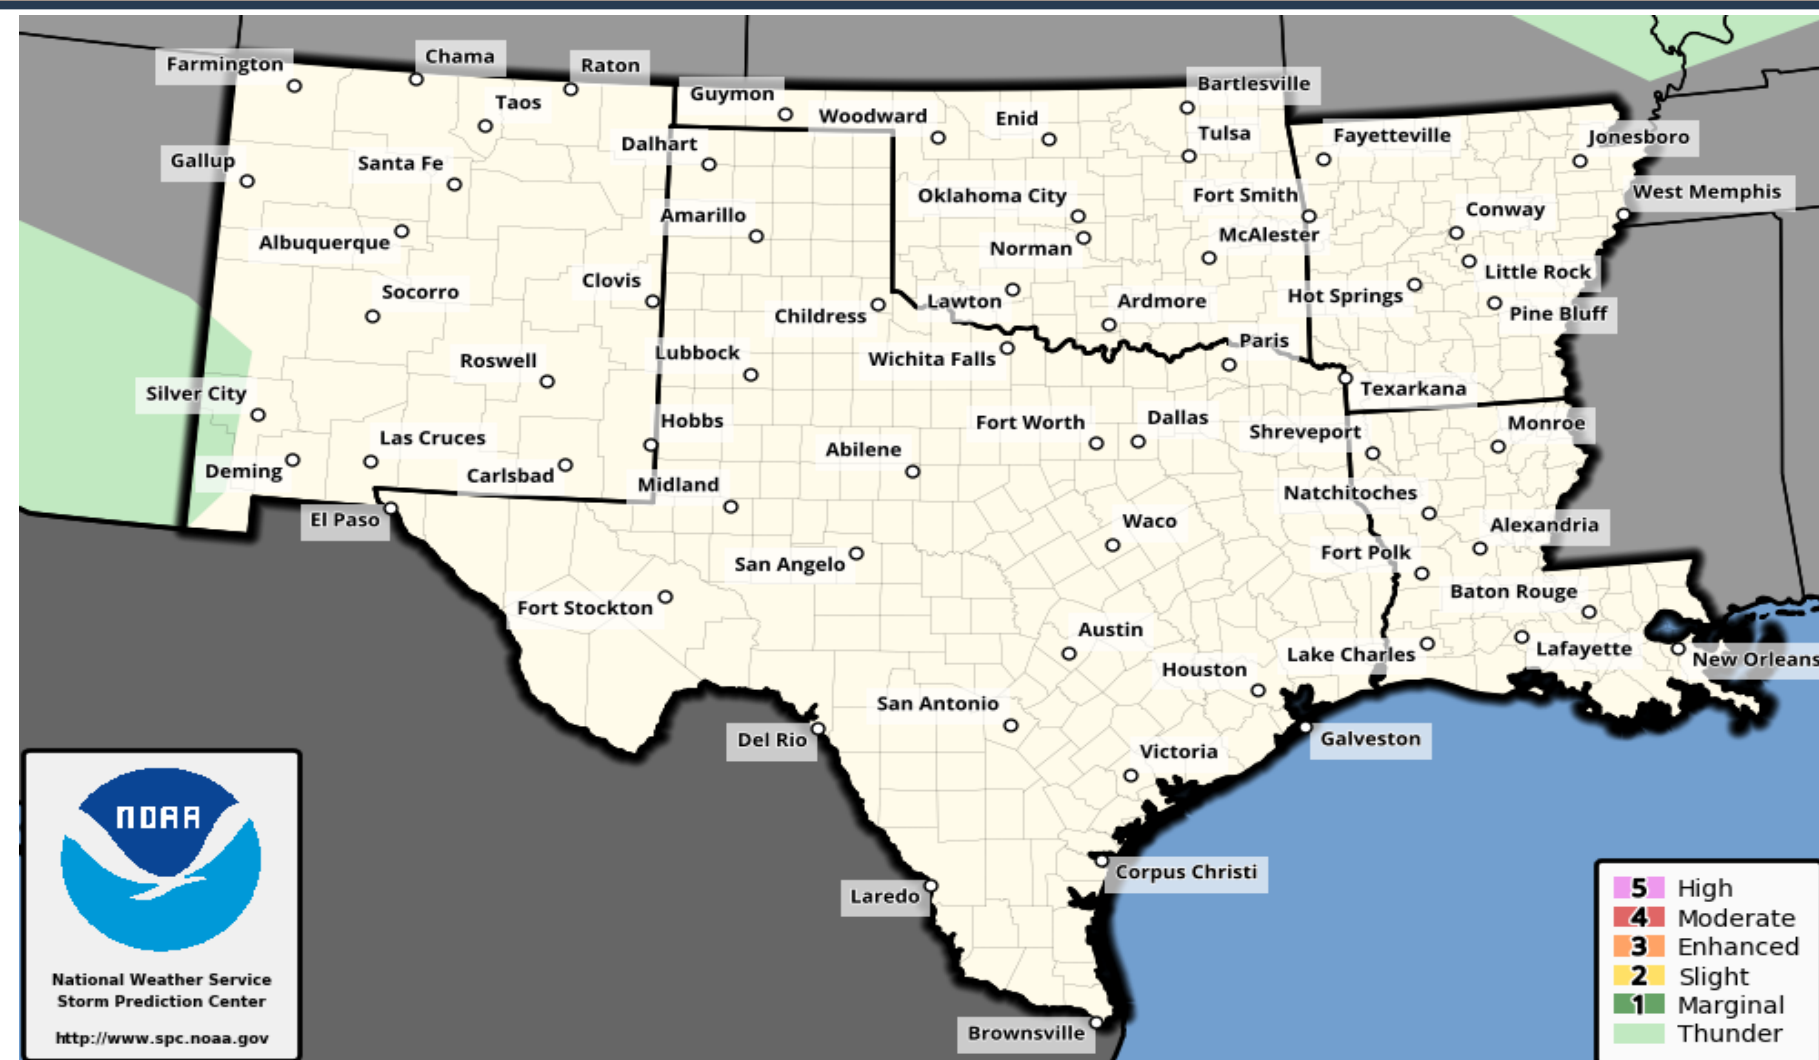 Chama
Farmington
Raton
Bartlesville
Guymon
Taos
Woodward
Enid
Tulsa
Fayetteville
Jonesboro
Dalhart
Gallup
Santa Fe
West Memphis
Oklahoma City
Fort Smith
Conway
Amarillo
McAlester
Albuquerque
Norman
Little Rock
Clovis
Socorro
Hot Springs
Lawton
Ardmore
Pine Bluff
Childress
Paris
Lubbock
Wichita Falls
Roswell
Texarkana
Silver City
Hobbs
Fort Worth
Dallas
Monroe
Shreveport
Las Cruces
Abilene
Deming
Carlsbad
Midland
Natchitoches
El Paso
Waco
Alexandria
Fort Polk
San Angelo
Baton Rouge
Fort Stockton
Austin
Lake Charles
Lafayette
New Orleans
Houston
San Antonio
Del Rio
Galveston
Victoria
Corpus Christi
Laredo
Brownsville
NOAA
National Weather Service
Storm Prediction Center
http://www.spc.noaa.gov
5 High
4 Moderate
3 Enhanced
2 Slight
1 Marginal
Thunder